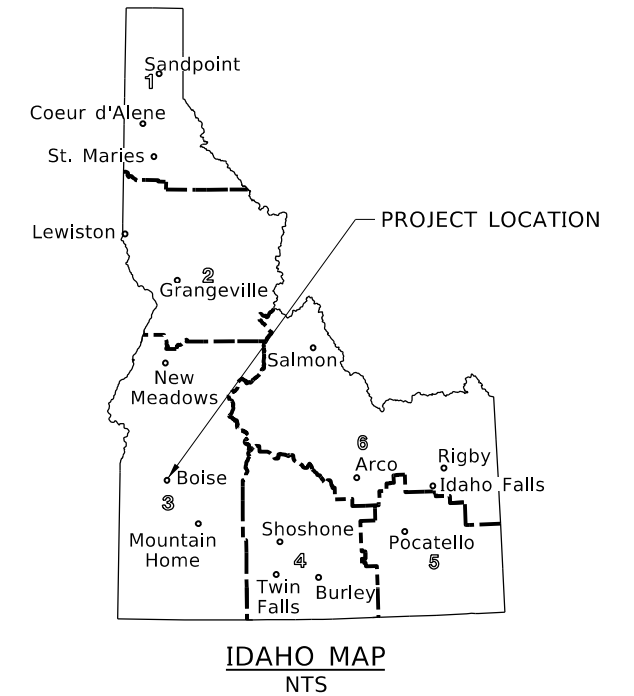 Sandpoint
1
Coeur d'Alene
St. Maries
PROJECT LOCATION
Lewiston
2
Grangeville
Salmon
New
Meadows
6
Rigby
Arco
Boise
Idaho Falls
3
Shoshone
Mountain
Home
Pocatello
4
5
Twin
Falls
Burley
IDAHO MAP
NTS